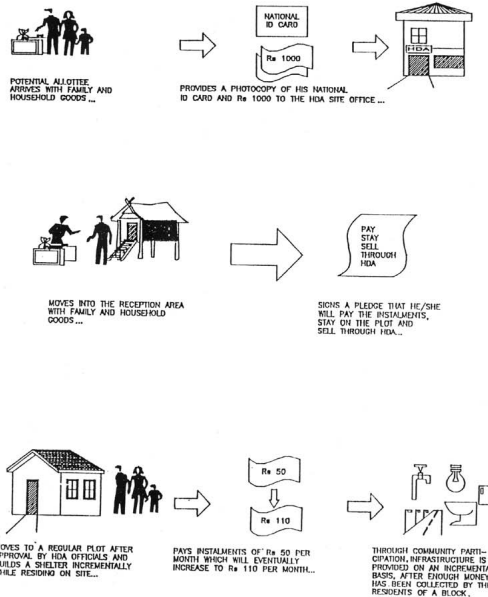 NATIONAL
ID CARD
Rs 1000
HDA
POTENTIAL ALLOTTEE
ARRIVES WITH FAMILY AND
HOUSEHOLD GOODS ...
PROVIDES A PHOTOCOPY OF HIS NATIONAL
ID CARD AND Rs 1000 TO THE HDA SITE OFFICE ...
PAY
STAY
SELL
THROUGH
HDA
MOVES INTO THE RECEPTION AREA
WITH FAMILY AND HOUSEHOLD
GOODS ...
SIGNS A PLEDGE THAT HE/SHE
WILL PAY THE INSTALMENTS,
STAY ON THE PLOT AND
SELL THROUGH HDA...
Rs 50
Rs 110
OVES TO A REGULAR PLOT AFTER
PPROVAL BY HDA OFFICIALS AND
UILDS A SHELTER INCREMENTALLY
HILE RESIDING ON SITE...
PAYS INSTALMENTS OF Rs 50 PER
MONTH WHICH WILL EVENTUALLY
INCREASE TO Rs 110 PER MONTH...
THROUGH COMMUNITY PARTI-
CIPATION, INFRASTRUCTURE IS
PROVIDED ON AN INCREMENTA
BASIS, AFTER ENOUGH MONEY
HAS BEEN COLLECTED BY THE
RESIDENTS OF A BLOCK.